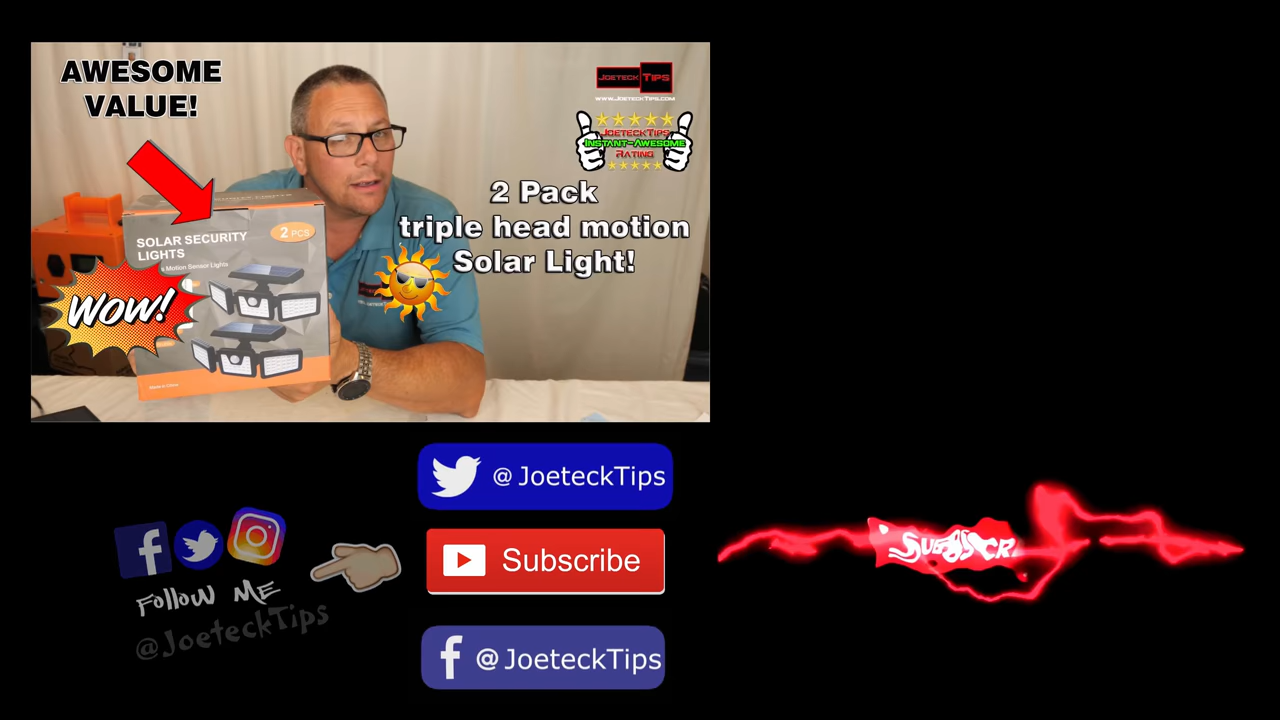 AWESOME
VALUE!
JOETECK TIPS
WWW.JOETECKTIPS.COM
JOETECKTIPS
INSTANT-AWESOME
RATING
2 Pack
triple head motion
Solar Light!
SOLAR SECURITY
LIGHTS
2 PCS
Motion Sensor Lights
WOW!
@ JoeteckTips
Subscribe
@ JoeteckTips
FOLLOW ME
@JoeteckTips